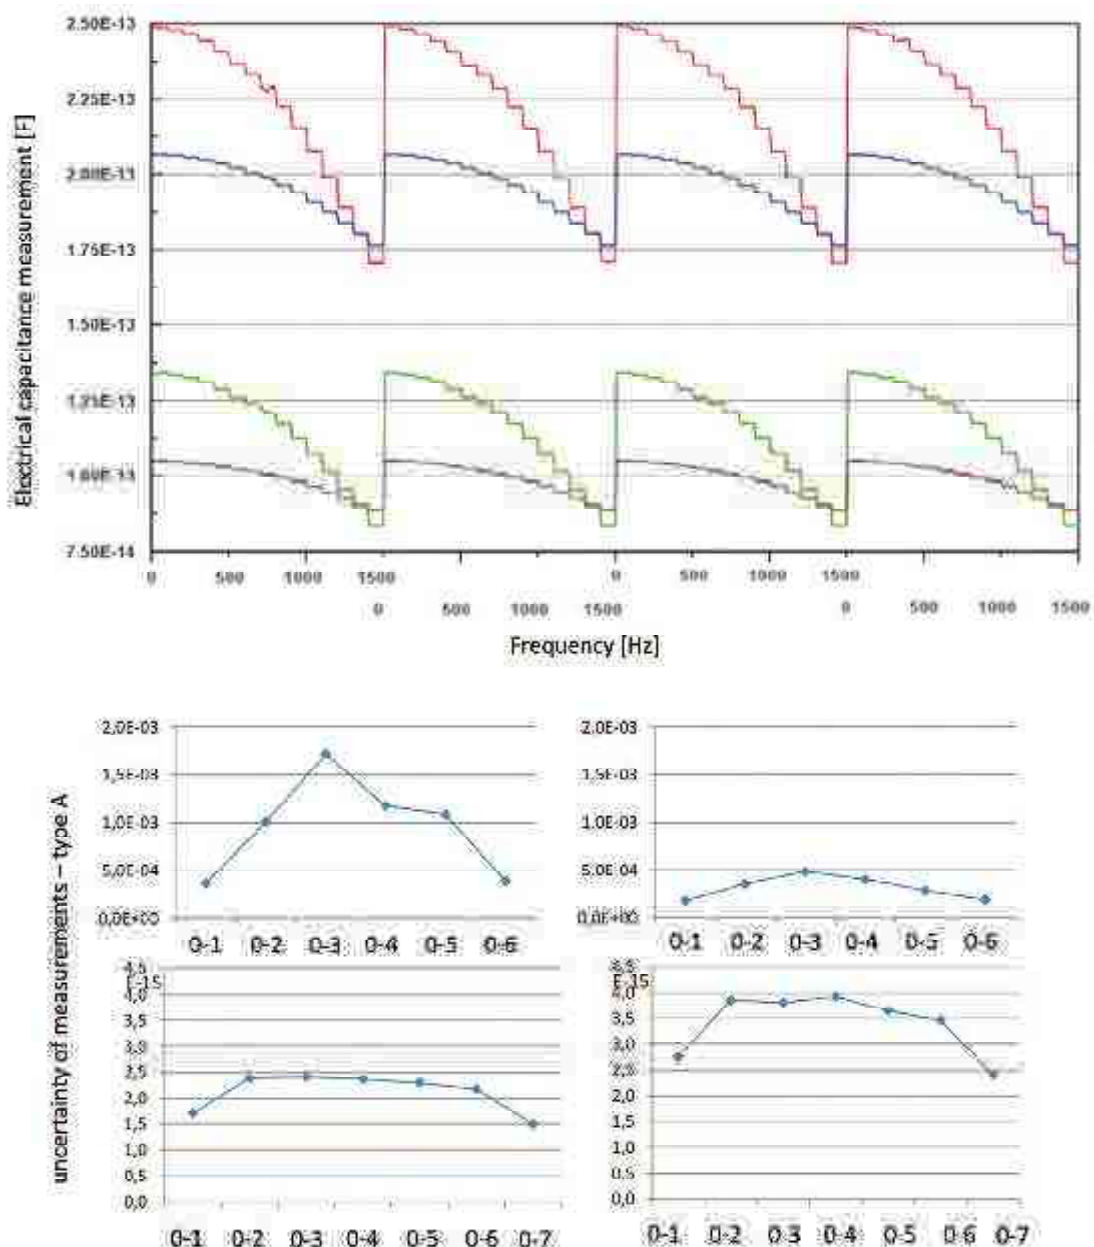 Electrical capacitance measurement [F]
2.50E-13
2.25E-13
2.00E-13
1.75E-13
1.50E-13
1.25E-13
1.00E-13
7.50E-14
0 500 1000 1500 0 500 1000 1500
0 500 1000 1500 0 500 1000 1500
Frequency [Hz]
uncertainty of measurements – type A
2,0E-03
1,5E-03
1,0E-03
5,0E-04
0,0E+00
0-1 0-2 0-3 0-4 0-5 0-6
2,0E-03
1,5E-03
1,0E-03
5,0E-04
0,0E+00
0-1 0-2 0-3 0-4 0-5 0-6
4,5
E-15
4,0
3,5
3,0
2,5
2,0
1,5
1,0
0,5
0,0
0-1 0-2 0-3 0-4 0-5 0-6 0-7
E-15
4,0
3,5
3,0
2,5
2,0
1,5
1,0
0,5
0,0
0-1 0-2 0-3 0-4 0-5 0-6 0-7